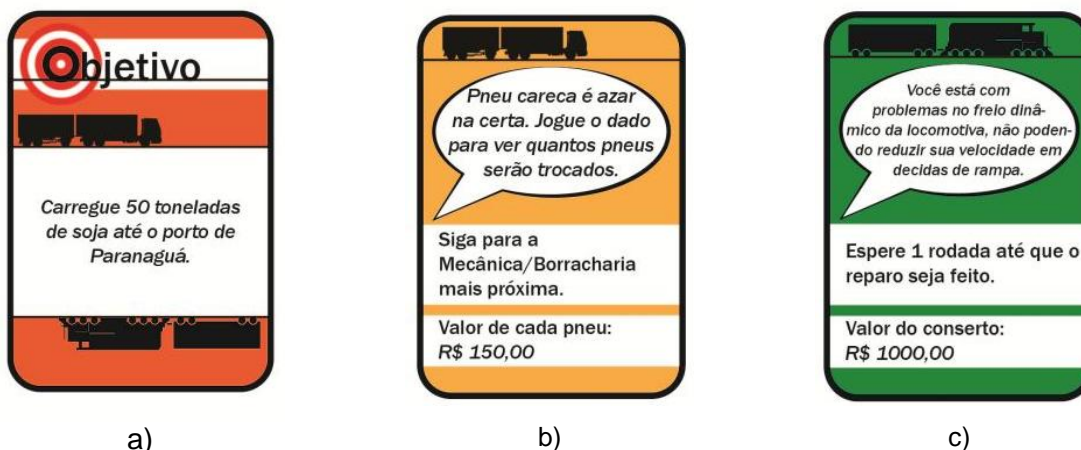 Objetivo
Carregue 50 toneladas
de soja até o porto de
Paranaguá.
a)
Pneu careca é azar
na certa. Jogue o dado
para ver quantos pneus
serão trocados.
Siga para a
Mecânica/Borracharia
mais próxima.
Valor de cada pneu:
R$ 150,00
b)
Você está com
problemas no freio dinâ-
mico da locomotiva, não poden-
do reduzir sua velocidade em
decidas de rampa.
Espere 1 rodada até que o
reparo seja feito.
Valor do conserto:
R$ 1000,00
c)